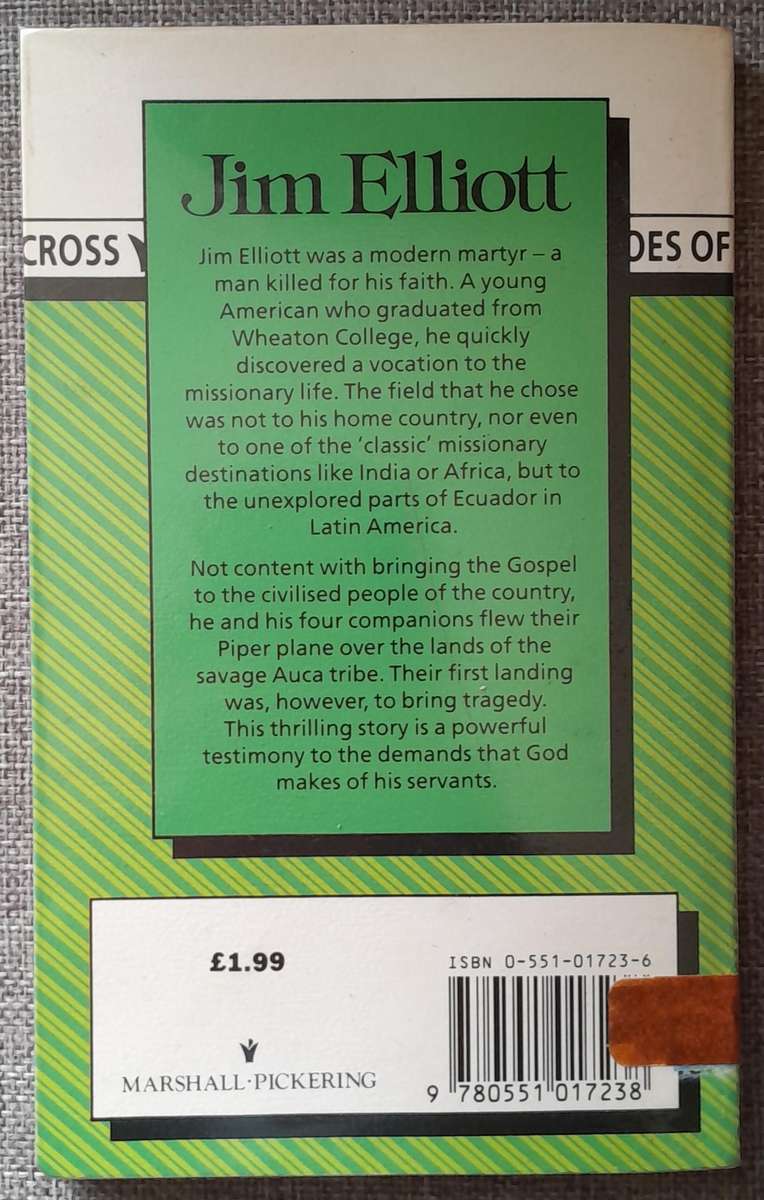 Jim Elliott
CROSS
OES OF
Jim Elliott was a modern martyr – a
man killed for his faith. A young
American who graduated from
Wheaton College, he quickly
discovered a vocation to the
missionary life. The field that he chose
was not to his home country, nor even
to one of the ‘classic’ missionary
destinations like India or Africa, but to
the unexplored parts of Ecuador in
Latin America.
Not content with bringing the Gospel
to the civilised people of the country,
he and his four companions flew their
Piper plane over the lands of the
savage Auca tribe. Their first landing
was, however, to bring tragedy.
This thrilling story is a powerful
testimony to the demands that God
makes of his servants.
£1.99
ISBN 0-551-01723-6
MARSHALL·PICKERING
9 780551 017238